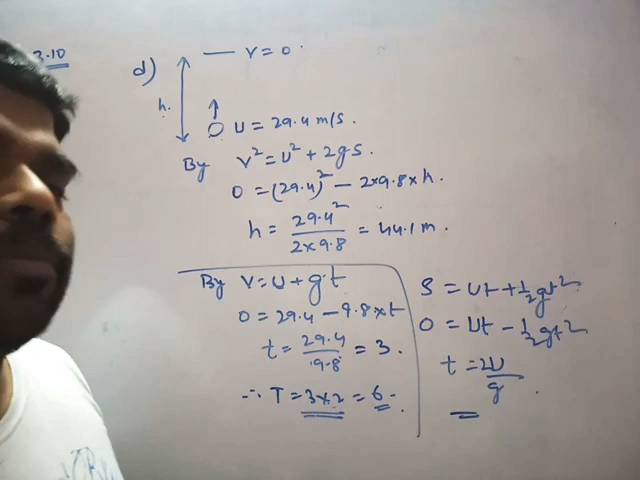 3.10
d)
V = 0.
h.
U = 29.4 m/s.
By V² = U² + 2gs.
0 = (29.4)² - 2×9.8×h.
h = 29.4² / 2×9.8 = 44.1 m.
By V = U + gt
0 = 29.4 - 9.8×t
t = 29.4 / 9.8 = 3.
∴ T = 3×2 = 6.
S = Ut + ½gt²
0 = Ut - ½gt²
t = 2U / g.